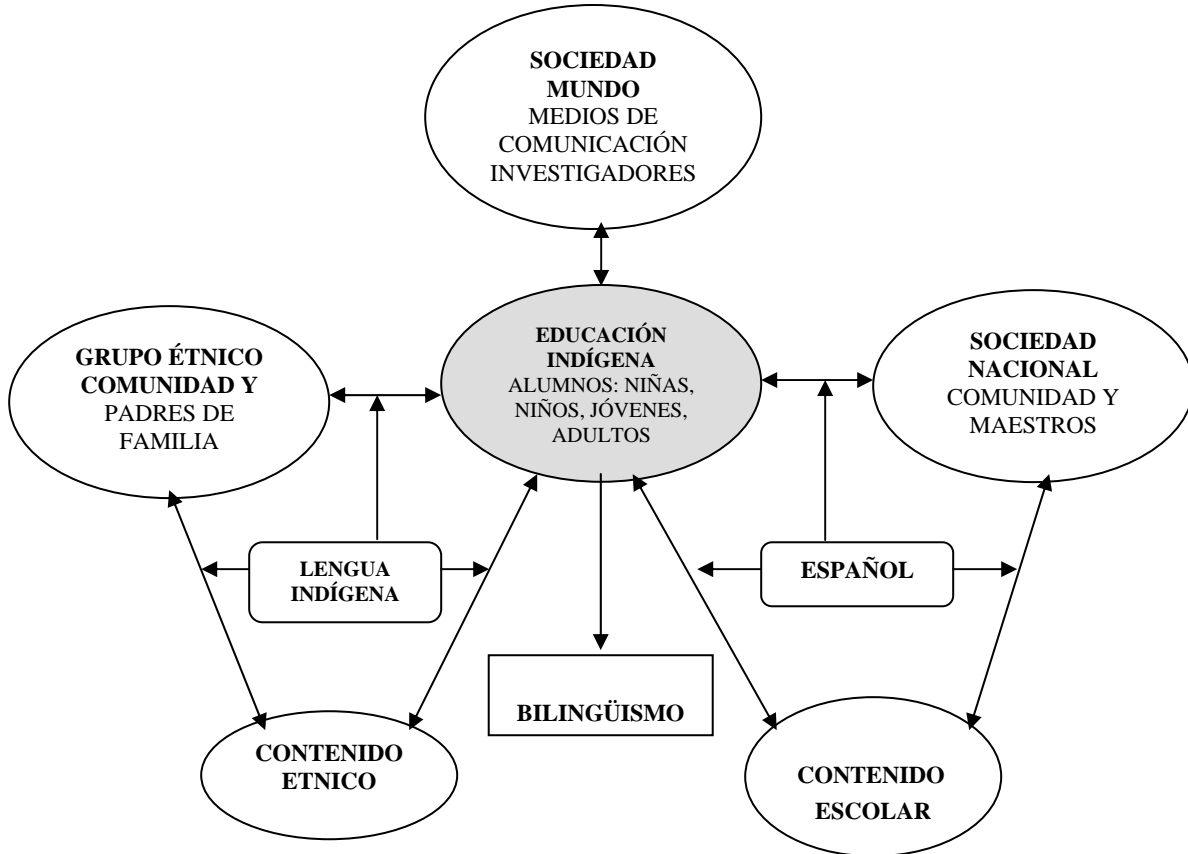 SOCIEDAD
MUNDO
MEDIOS DE
COMUNICACIÓN
INVESTIGADORES
GRUPO ÉTNICO
COMUNIDAD Y
PADRES DE
FAMILIA
EDUCACIÓN
INDÍGENA
ALUMNOS: NIÑAS,
NIÑOS, JÓVENES,
ADULTOS
SOCIEDAD
NACIONAL
COMUNIDAD Y
MAESTROS
LENGUA
INDÍGENA
ESPAÑOL
BILINGÜISMO
CONTENIDO
ETNICO
CONTENIDO
ESCOLAR